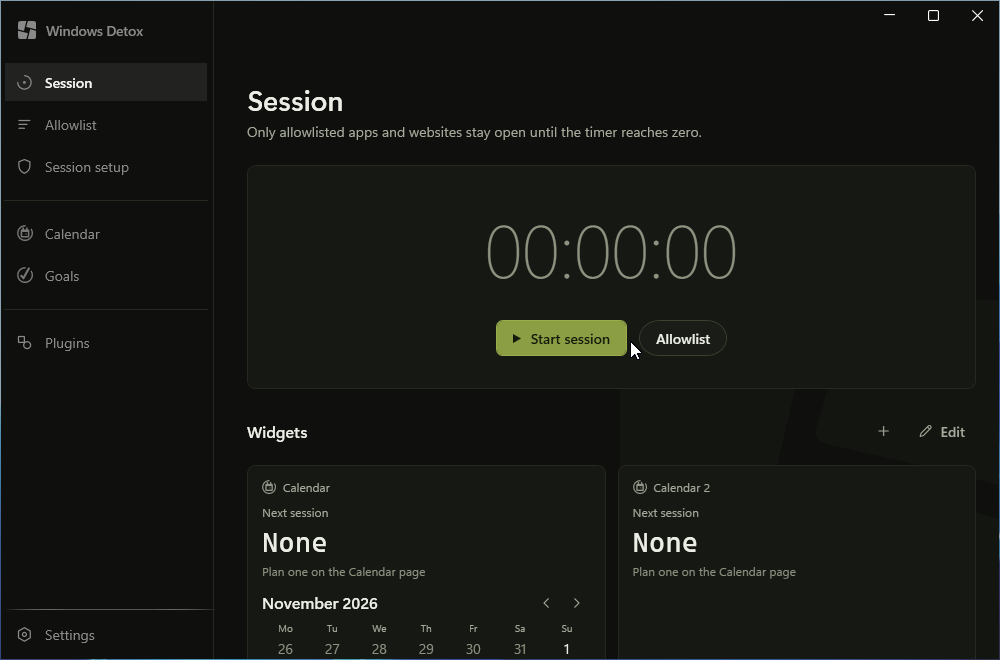 Windows Detox
Session
Allowlist
Session setup
Calendar
Goals
Plugins
Settings
Session
Only allowlisted apps and websites stay open until the timer reaches zero.
00:00:00
Start session
Allowlist
Widgets
Edit
Calendar
Next session
None
Plan one on the Calendar page
November 2026
Mo Tu We Th Fr Sa Su
26 27 28 29 30 31 1
Calendar 2
Next session
None
Plan one on the Calendar page